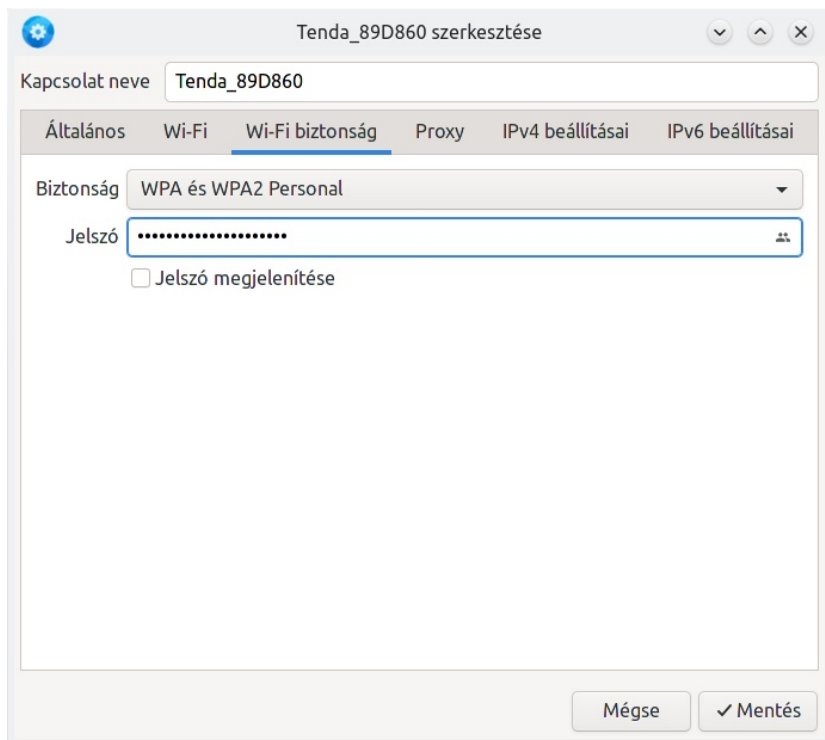 Tenda_89D860 szerkesztése
Kapcsolat neve Tenda_89D860
Általános Wi-Fi Wi-Fi biztonság Proxy IPv4 beállításai IPv6 beállításai
Biztonság WPA és WPA2 Personal
Jelszó •••••••••••••••••••••
Jelszó megjelenítése
Mégse ✓ Mentés